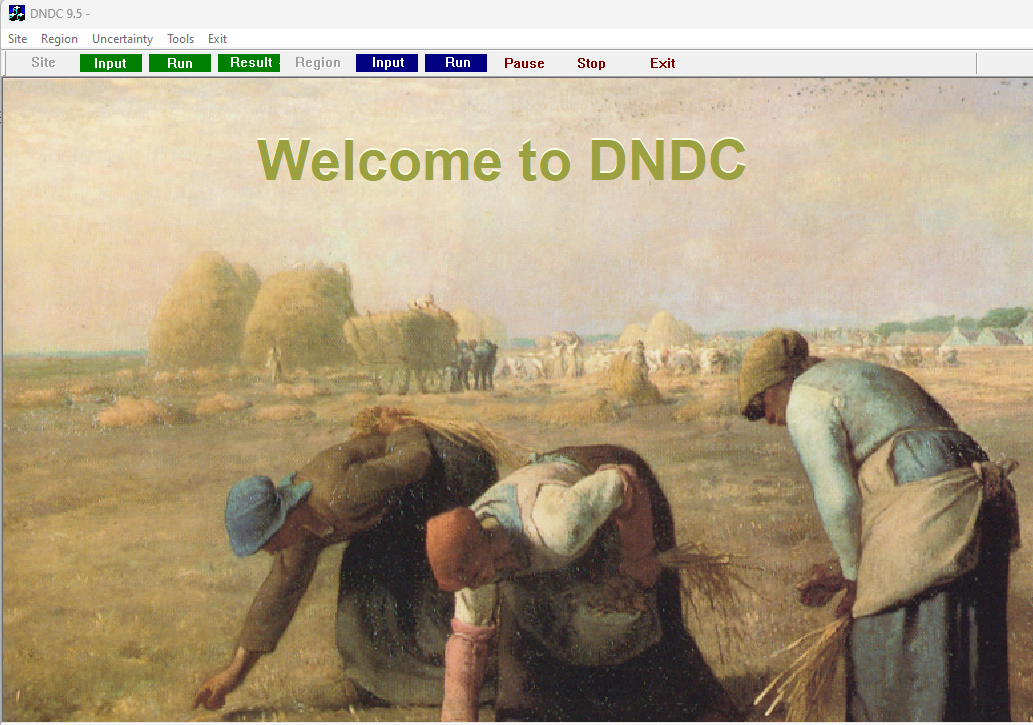 DNDC 9.5 -
Site Region Uncertainty Tools Exit
Site Input Run Result Region Input Run Pause Stop Exit
Welcome to DNDC